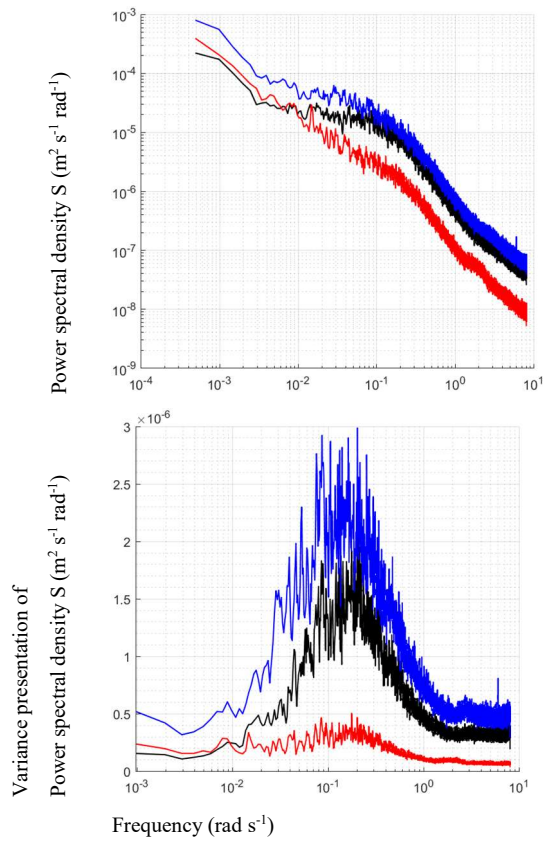 10^-3
10^-4
10^-5
10^-6
10^-7
10^-8
10^-9
10^-4 10^-3 10^-2 10^-1 10^0 10^1
Power spectral density S (m² s⁻¹ rad⁻¹)
× 10^-6
3
2.5
2
1.5
1
0.5
0
10^-3 10^-2 10^-1 10^0 10^1
Variance presentation of
Power spectral density S (m² s⁻¹ rad⁻¹)
Frequency (rad s⁻¹)